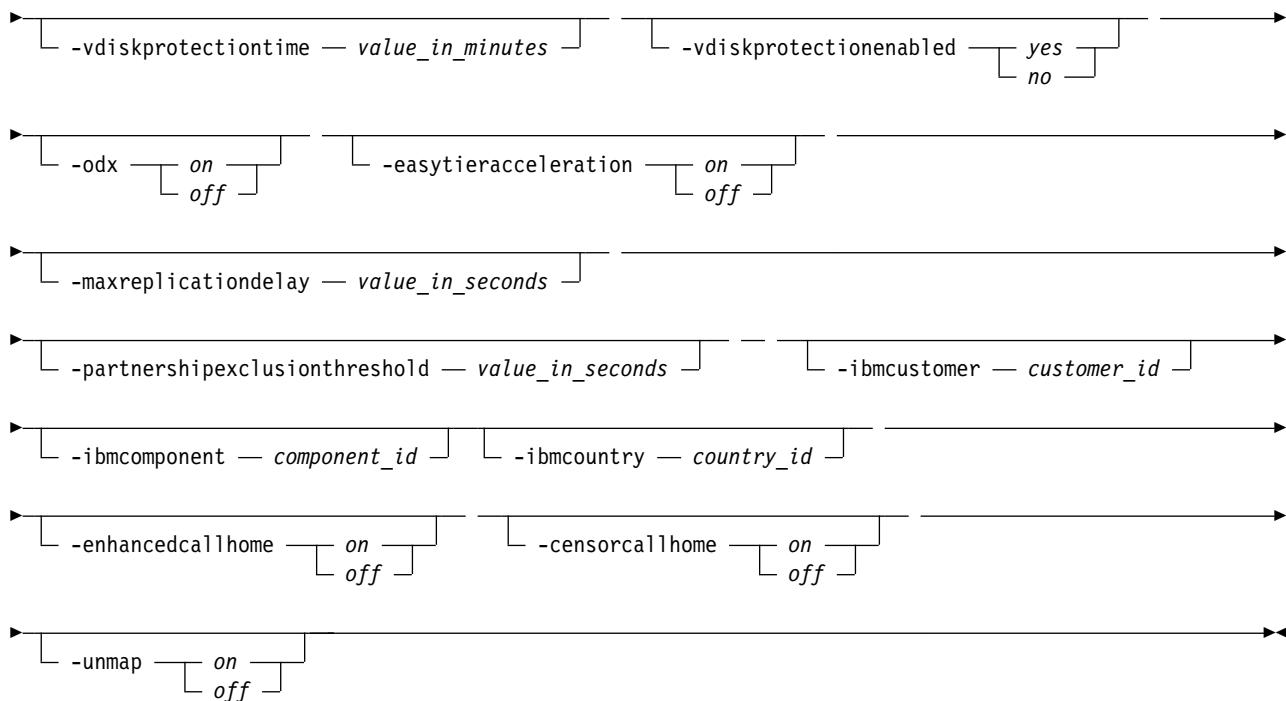 -vdiskprotectiontime — value_in_minutes -vdiskprotectionenabled yes
no
-odx on -easytieracceleration on
off off
-maxreplicationdelay — value_in_seconds
-partnershipexclusionthreshold — value_in_seconds -ibmcustomer — customer_id
-ibmcomponent — component_id -ibmcountry — country_id
-enhancedcallhome on -censorcallhome on
off off
-unmap on
off